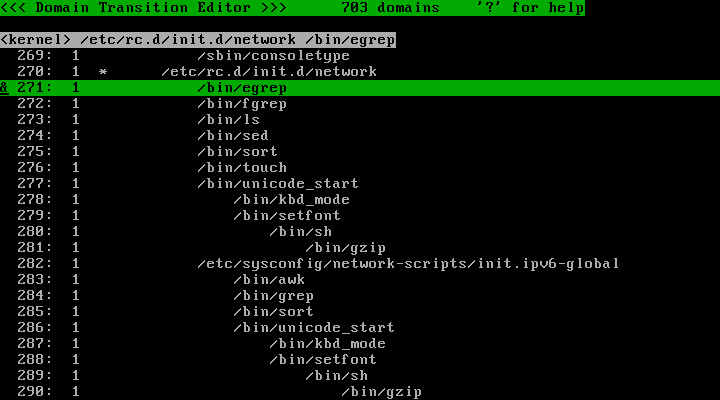 <<< Domain Transition Editor >>>      703 domains    '?' for help
<kernel> /etc/rc.d/init.d/network /bin/egrep
  269:  1             /sbin/consoletype
  270:  1  *      /etc/rc.d/init.d/network
& 271:  1             /bin/egrep
  272:  1             /bin/fgrep
  273:  1             /bin/ls
  274:  1             /bin/sed
  275:  1             /bin/sort
  276:  1             /bin/touch
  277:  1             /bin/unicode_start
  278:  1                 /bin/kbd_mode
  279:  1                 /bin/setfont
  280:  1                     /bin/sh
  281:  1                         /bin/gzip
  282:  1             /etc/sysconfig/network-scripts/init.ipv6-global
  283:  1                 /bin/awk
  284:  1                 /bin/grep
  285:  1                 /bin/sort
  286:  1                 /bin/unicode_start
  287:  1                     /bin/kbd_mode
  288:  1                     /bin/setfont
  289:  1                         /bin/sh
  290:  1                             /bin/gzip